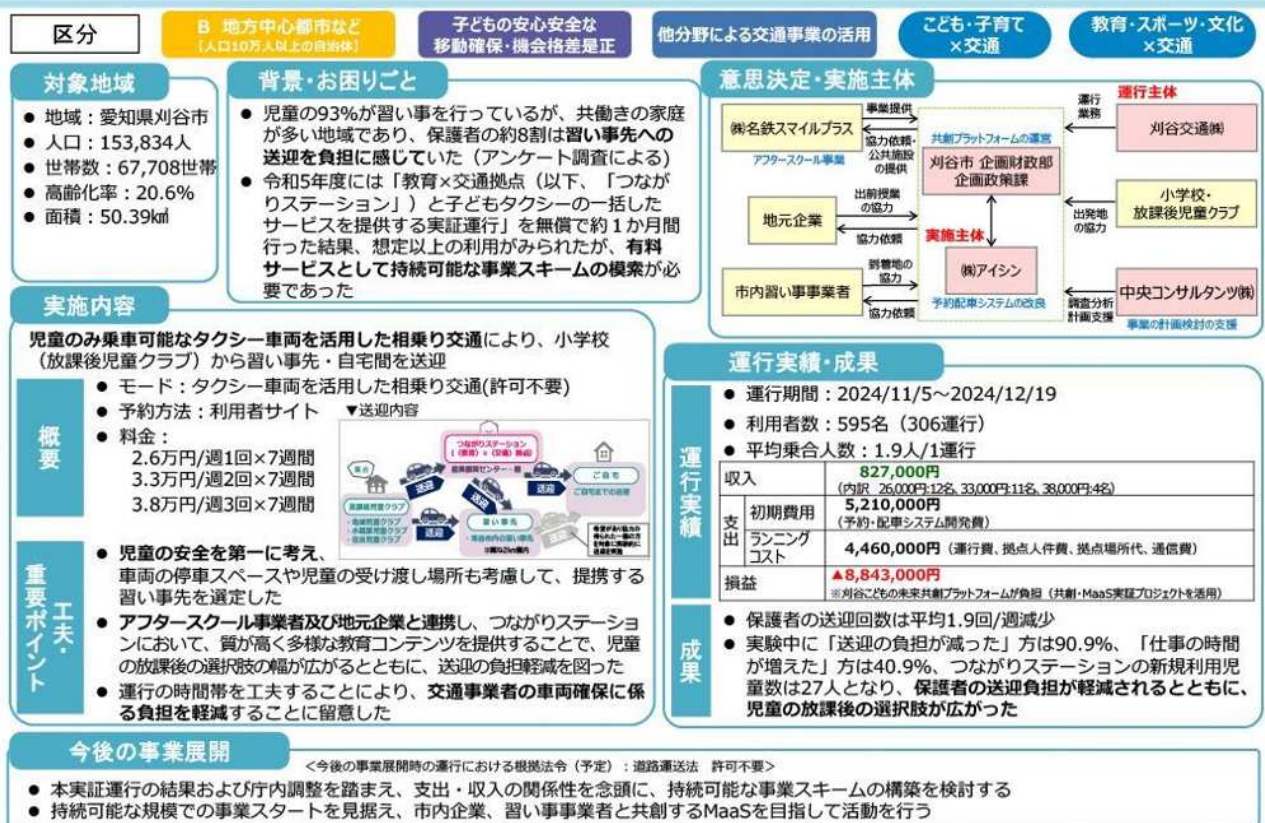 区分
B 地方中心都市など
【人口10万人以上の自治体】
子どもの安心安全な
移動確保・機会格差是正
他分野による交通事業の活用
こども・子育て
×交通
教育・スポーツ・文化
×交通
対象地域
● 地域：愛知県刈谷市
● 人口：153,834人
● 世帯数：67,708世帯
● 高齢化率：20.6%
● 面積：50.39㎢
背景・お困りごと
● 児童の93%が習い事を行っているが、共働きの家庭
が多い地域であり、保護者の約8割は習い事先への
送迎を負担に感じていた（アンケート調査による）
● 令和5年度には「教育×交通拠点（以下、「つなが
りステーション」）と子どもタクシーの一括した
サービスを提供する実証運行」を無償で約１か月間
行った結果、想定以上の利用がみられたが、有料
サービスとして持続可能な事業スキームの模索が必
要であった
意思決定・実施主体
㈱名鉄スマイルプラス
アフタースクール事業
事業提供
協力依頼・
公共施設
の提供
地元企業
出前授業
の協力
協力依頼
市内習い事事業者
到着地の
協力
協力依頼
共創プラットフォームの運営
刈谷市 企画財政部
企画政策課
実施主体
㈱アイシン
予約配車システムの改良
運行
業務
運行主体
刈谷交通㈱
出発地
の協力
小学校・
放課後児童クラブ
調査分析
計画支援
中央コンサルタンツ㈱
事業の計画検討の支援
実施内容
児童のみ乗車可能なタクシー車両を活用した相乗り交通により、小学校
（放課後児童クラブ）から習い事先・自宅間を送迎
概要
● モード：タクシー車両を活用した相乗り交通(許可不要)
● 予約方法：利用者サイト
● 料金：
2.6万円/週1回×7週間
3.3万円/週2回×7週間
3.8万円/週3回×7週間
▼送迎内容
つながりステーション
（（教育）×（交通）拠点）
ご自宅
ご自宅までの送迎
送迎
送迎
送迎
送迎
放課後児童クラブ
習い事先
工夫・
重要ポイント
● 児童の安全を第一に考え、
車両の停車スペースや児童の受け渡し場所も考慮して、提携する
習い事先を選定した
● アフタースクール事業者及び地元企業と連携し、つながりステーショ
ンにおいて、質が高く多様な教育コンテンツを提供することで、児童
の放課後の選択肢の幅が広がるとともに、送迎の負担軽減を図った
● 運行の時間帯を工夫することにより、交通事業者の車両確保に係
る負担を軽減することに留意した
運行実績・成果
運行実績
● 運行期間：2024/11/5～2024/12/19
● 利用者数：595名（306運行）
● 平均乗合人数：1.9人/1運行
収入
827,000円
（内訳 26,000円:12名、33,000円:11名、38,000円:4名）
支出
初期費用
5,210,000円
（予約・配車システム開発費）
ランニング
コスト
4,460,000円（運行費、拠点人件費、拠点場所代、通信費）
損益
▲8,843,000円
※刈谷こどもの未来共創プラットフォームが負担（共創・MaaS実証プロジェクトを活用）
成果
● 保護者の送迎回数は平均1.9回/週減少
● 実験中に「送迎の負担が減った」方は90.9%、「仕事の時間
が増えた」方は40.9%、つながりステーションの新規利用児
童数は27人となり、保護者の送迎負担が軽減されるとともに、
児童の放課後の選択肢が広がった
今後の事業展開
＜今後の事業展開時の運行における根拠法令（予定）：道路運送法 許可不要＞
● 本実証運行の結果および庁内調整を踏まえ、支出・収入の関係性を念頭に、持続可能な事業スキームの構築を検討する
● 持続可能な規模での事業スタートを見据え、市内企業、習い事事業者と共創するMaaSを目指して活動を行う